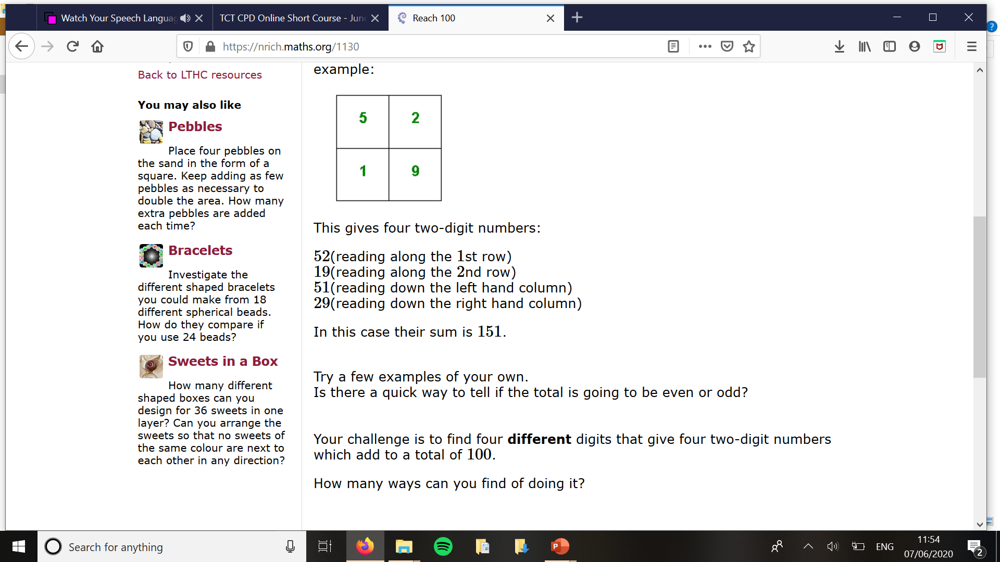 Watch Your Speech Langua
TCT CPD Online Short Course - Jun
Reach 100
https://nrich.maths.org/1130
Back to LTHC resources
You may also like
Pebbles
Place four pebbles on
the sand in the form of a
square. Keep adding as few
pebbles as necessary to
double the area. How many
extra pebbles are added
each time?
Bracelets
Investigate the
different shaped bracelets
you could make from 18
different spherical beads.
How do they compare if
you use 24 beads?
Sweets in a Box
How many different
shaped boxes can you
design for 36 sweets in one
layer? Can you arrange the
sweets so that no sweets of
the same colour are next to
each other in any direction?
example:
5 2
1 9
This gives four two-digit numbers:
52(reading along the 1st row)
19(reading along the 2nd row)
51(reading down the left hand column)
29(reading down the right hand column)
In this case their sum is 151.
Try a few examples of your own.
Is there a quick way to tell if the total is going to be even or odd?
Your challenge is to find four different digits that give four two-digit numbers
which add to a total of 100.
How many ways can you find of doing it?
Search for anything
P
ENG
11:54
07/06/2020
2